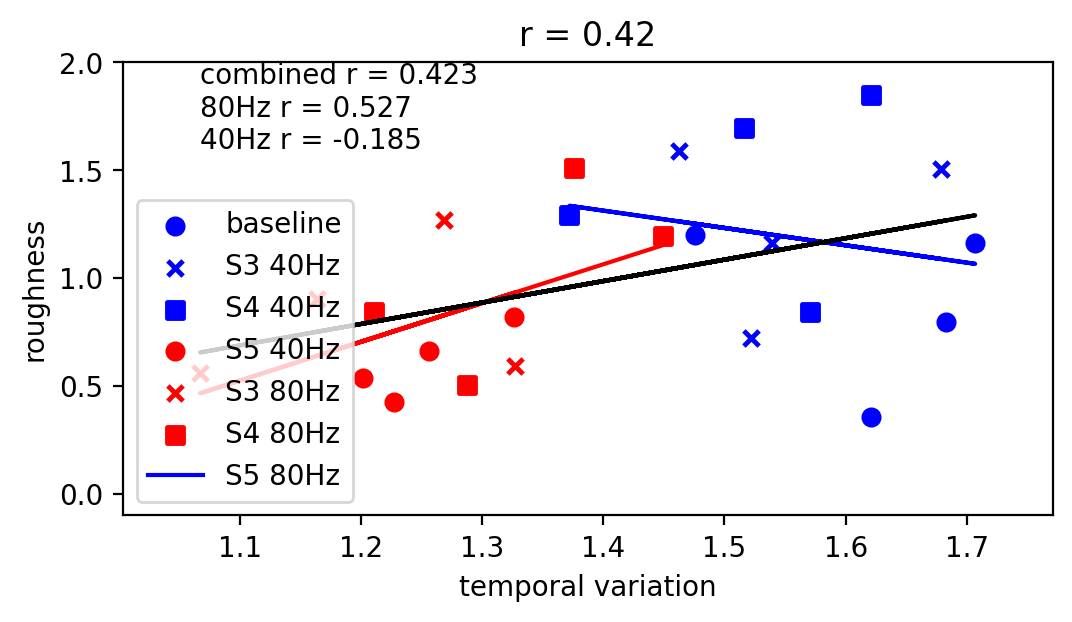 r = 0.42
combined r = 0.423
80Hz r = 0.527
40Hz r = -0.185
baseline
S3 40Hz
S4 40Hz
S5 40Hz
S3 80Hz
S4 80Hz
S5 80Hz
roughness
2.0
1.5
1.0
0.5
0.0
1.1 1.2 1.3 1.4 1.5 1.6 1.7
temporal variation